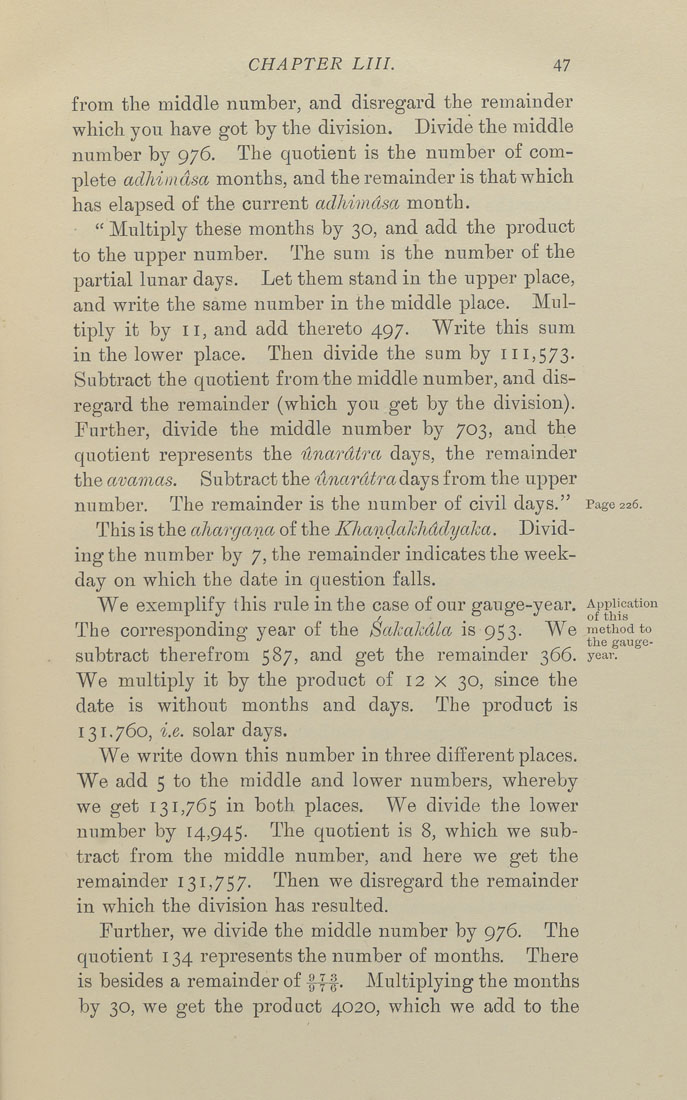 CHAPTER LIII. 47
from the middle number, and disregard the remainder
which you have got by the division. Divide the middle
number by 976. The quotient is the number of com-
plete adhimâsa months, and the remainder is that which
has elapsed of the current adhimâsa month.
“ Multiply these months by 30, and add the product
to the upper number. The sum is the number of the
partial lunar days. Let them stand in the upper place,
and write the same number in the middle place. Mul-
tiply it by 11, and add thereto 497. Write this sum
in the lower place. Then divide the sum by 111,573.
Subtract the quotient from the middle number, and dis-
regard the remainder (which you get by the division).
Further, divide the middle number by 703, and the
quotient represents the ûnarâtra days, the remainder
the avamas. Subtract the ûnarâtra days from the upper
number. The remainder is the number of civil days.”
Page 226.
This is the ahargaṇa of the Khaṇḍakhâdyaka. Divid-
ing the number by 7, the remainder indicates the week-
day on which the date in question falls.
We exemplify this rule in the case of our gauge-year.
The corresponding year of the Śakakâla is 953. We
subtract therefrom 587, and get the remainder 366.
Application
of this
method to
the gauge-
year.
We multiply it by the product of 12 × 30, since the
date is without months and days. The product is
131,760, i.e. solar days.
We write down this number in three different places.
We add 5 to the middle and lower numbers, whereby
we get 131,765 in both places. We divide the lower
number by 14,945. The quotient is 8, which we sub-
tract from the middle number, and here we get the
remainder 131,757. Then we disregard the remainder
in which the division has resulted.
Further, we divide the middle number by 976. The
quotient 134 represents the number of months. There
is besides a remainder of 973/976. Multiplying the months
by 30, we get the product 4020, which we add to the